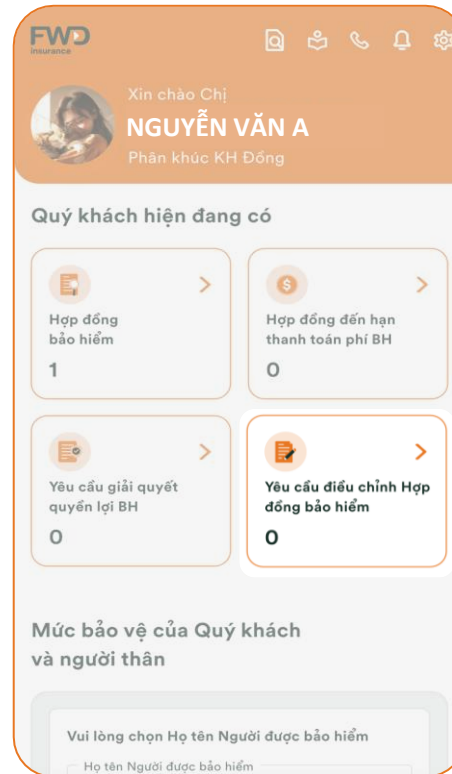 FWD
insurance
Xin chào Chị
NGUYỄN VĂN A
Phân khúc KH Đồng
Quý khách hiện đang có
Hợp đồng
bảo hiểm
1
Hợp đồng đến hạn
thanh toán phí BH
0
Yêu cầu giải quyết
quyền lợi BH
0
Yêu cầu điều chỉnh Hợp
đồng bảo hiểm
0
Mức bảo vệ của Quý khách
và người thân
Vui lòng chọn Họ tên Người được bảo hiểm
Họ tên Người được bảo hiểm